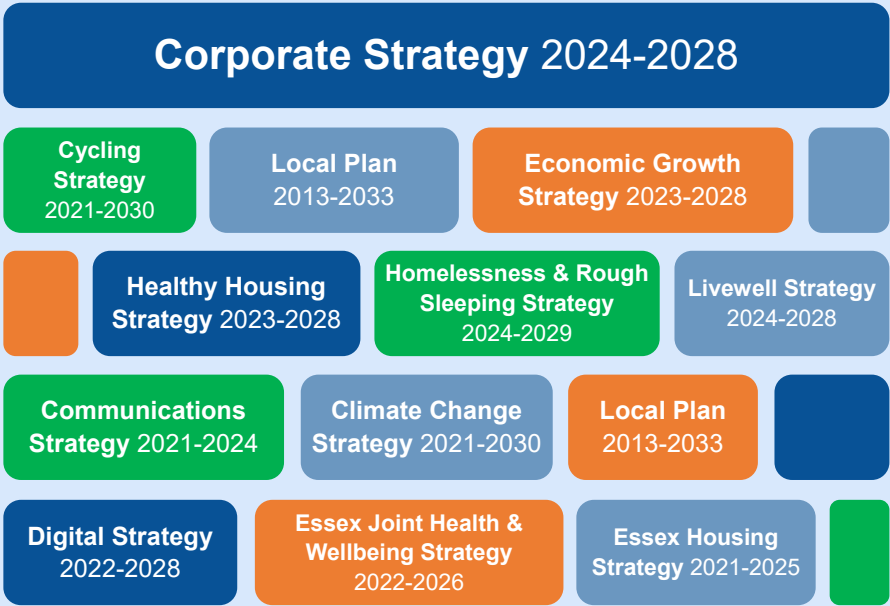 Corporate Strategy 2024-2028
Cycling
Strategy
2021-2030
Local Plan
2013-2033
Economic Growth
Strategy 2023-2028
Healthy Housing
Strategy 2023-2028
Homelessness & Rough
Sleeping Strategy
2024-2029
Livewell Strategy
2024-2028
Communications
Strategy 2021-2024
Climate Change
Strategy 2021-2030
Local Plan
2013-2033
Digital Strategy
2022-2028
Essex Joint Health &
Wellbeing Strategy
2022-2026
Essex Housing
Strategy 2021-2025